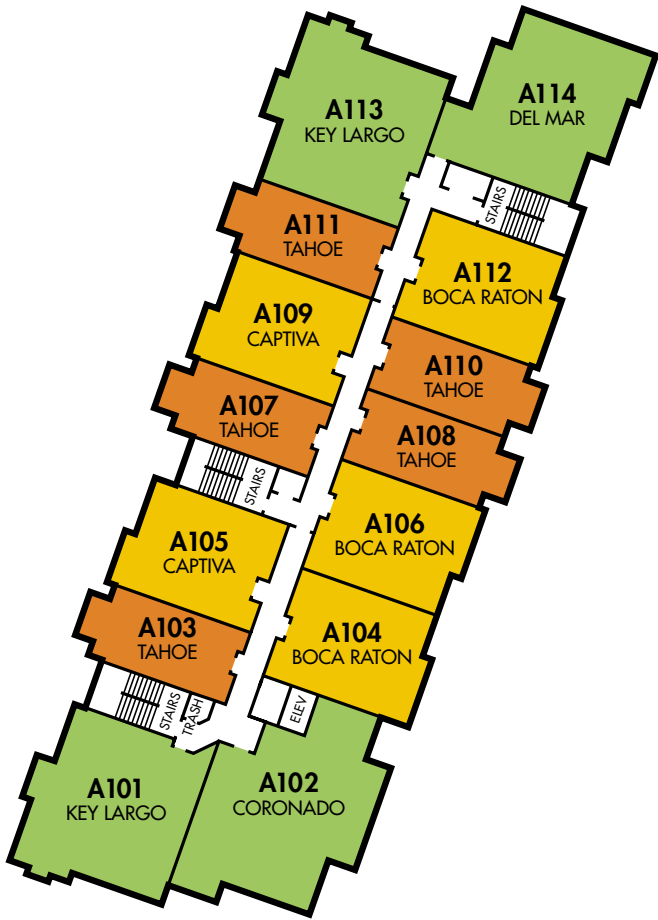 A113
KEY LARGO
A114
DEL MAR
STAIRS
A111
TAHOE
A112
BOCA RATON
A109
CAPTIVA
A110
TAHOE
A107
TAHOE
A108
TAHOE
STAIRS
A106
BOCA RATON
A105
CAPTIVA
A104
BOCA RATON
A103
TAHOE
STAIRS
TRASH
ELEV
A101
KEY LARGO
A102
CORONADO